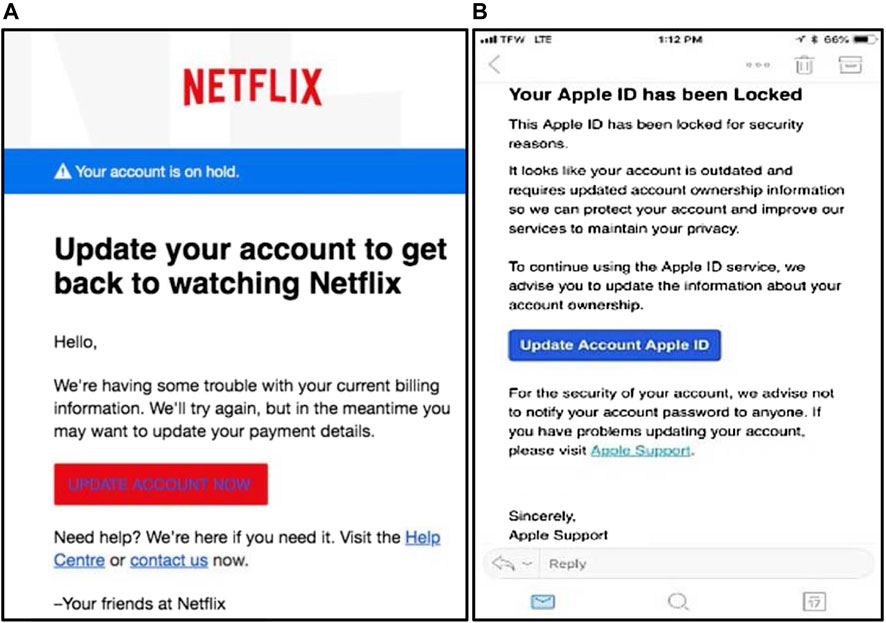 A
NETFLIX
Your account is on hold.
Update your account to get
back to watching Netflix
Hello,
We're having some trouble with your current billing
information. We'll try again, but in the meantime you
may want to update your payment details.
UPDATE ACCOUNT NOW
Need help? We're here if you need it. Visit the Help
Centre or contact us now.
–Your friends at Netflix
B
TFW LTE 1:12 PM 66%
Your Apple ID has been Locked
This Apple ID has been locked for security
reasons.
It looks like your account is outdated and
requires updated account ownership information
so we can protect your account and improve our
services to maintain your privacy.
To continue using the Apple ID service, we
advise you to update the information about your
account ownership.
Update Account Apple ID
For the security of your account, we advise not
to notify your account password to anyone. If
you have problems updating your account,
please visit Apple Support.
Sincerely,
Apple Support
Reply
17